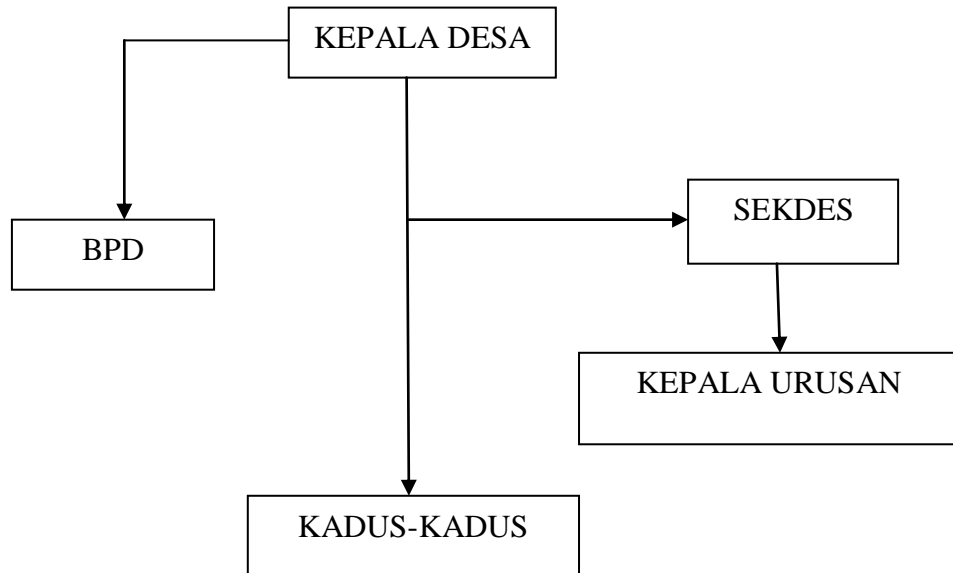 KEPALA DESA
SEKDES
BPD
KEPALA URUSAN
KADUS-KADUS